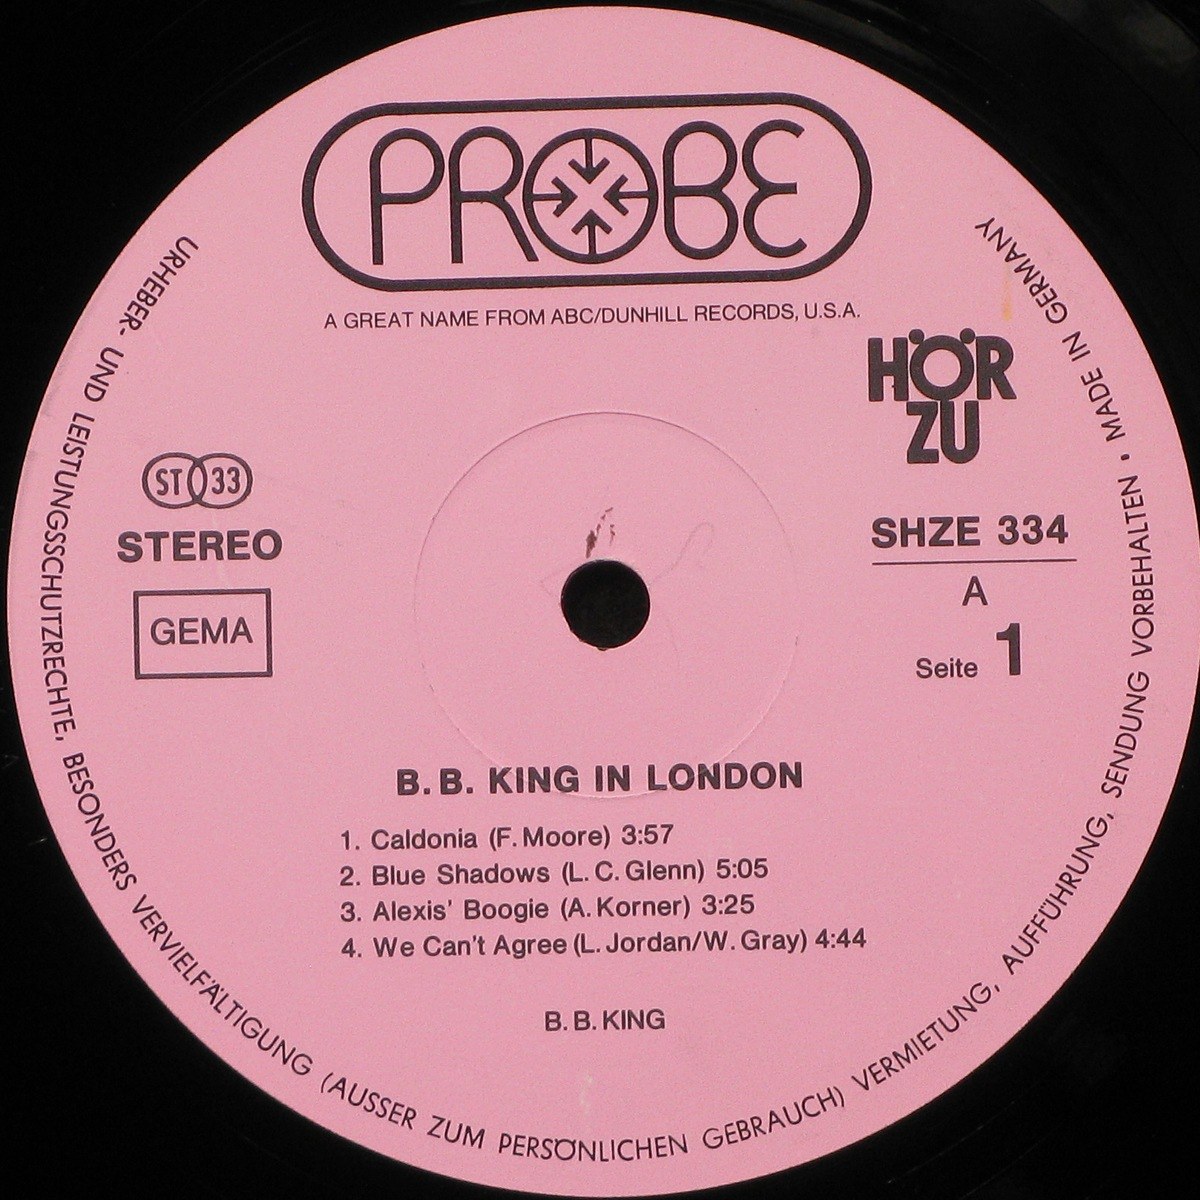 PROBE
A GREAT NAME FROM ABC/DUNHILL RECORDS, U.S.A.
HÖR
ZU
ST 33
STEREO
GEMA
SHZE 334
A
Seite 1
B. B. KING IN LONDON
1. Caldonia (F. Moore) 3:57
2. Blue Shadows (L. C. Glenn) 5:05
3. Alexis' Boogie (A. Korner) 3:25
4. We Can't Agree (L. Jordan/W. Gray) 4:44
B. B. KING
URHEBER- UND LEISTUNGSSCHUTZRECHTE, BESONDERS VERVIELFÄLTIGUNG (AUSSER ZUM PERSÖNLICHEN GEBRAUCH) VERMIETUNG, AUFFÜHRUNG, SENDUNG VORBEHALTEN • MADE IN GERMANY